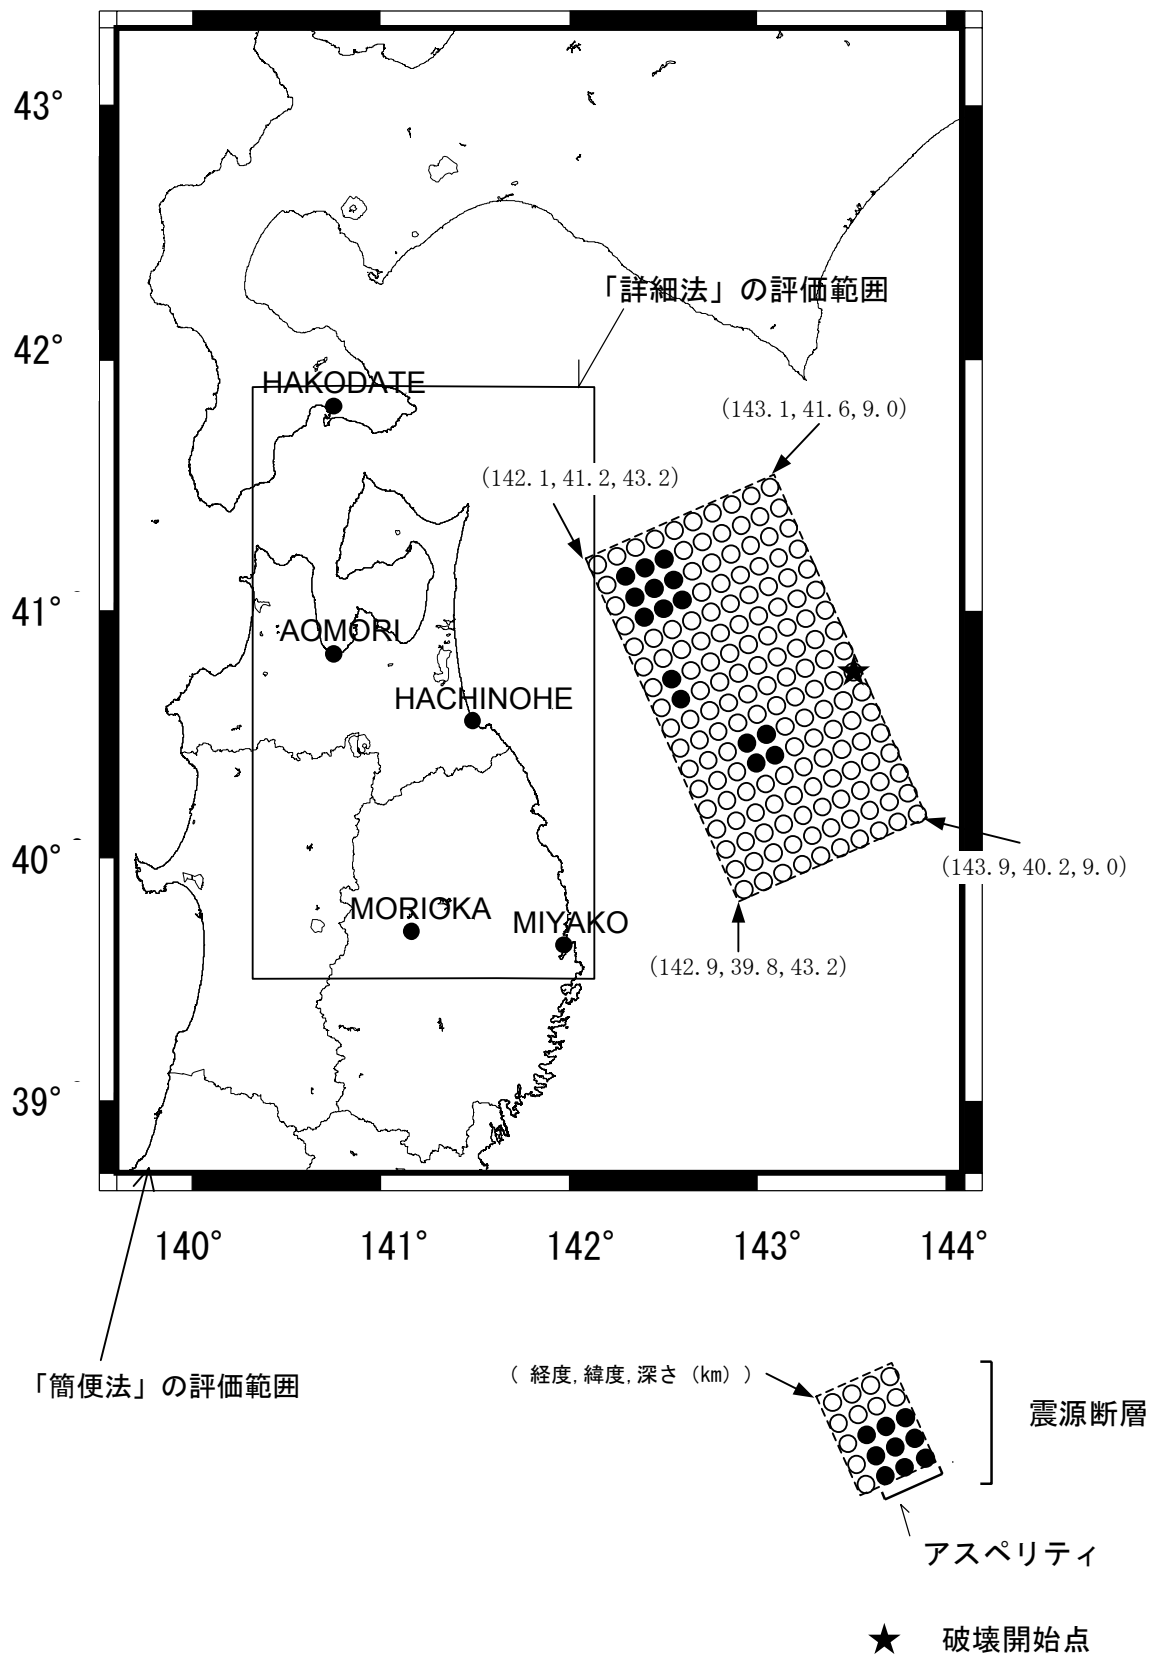 43°
「詳細法」の評価範囲
42°
HAKODATE
(143.1,41.6,9.0)
(142.1,41.2,43.2)
41°
AOMORI
HACHINOHE
40°
(143.9,40.2,9.0)
MORIOKA
MIYAKO
(142.9,39.8,43.2)
39°
140° 141° 142° 143° 144°
「簡便法」の評価範囲
( 経度,緯度,深さ (km) )
震源断層
アスペリティ
★ 破壊開始点